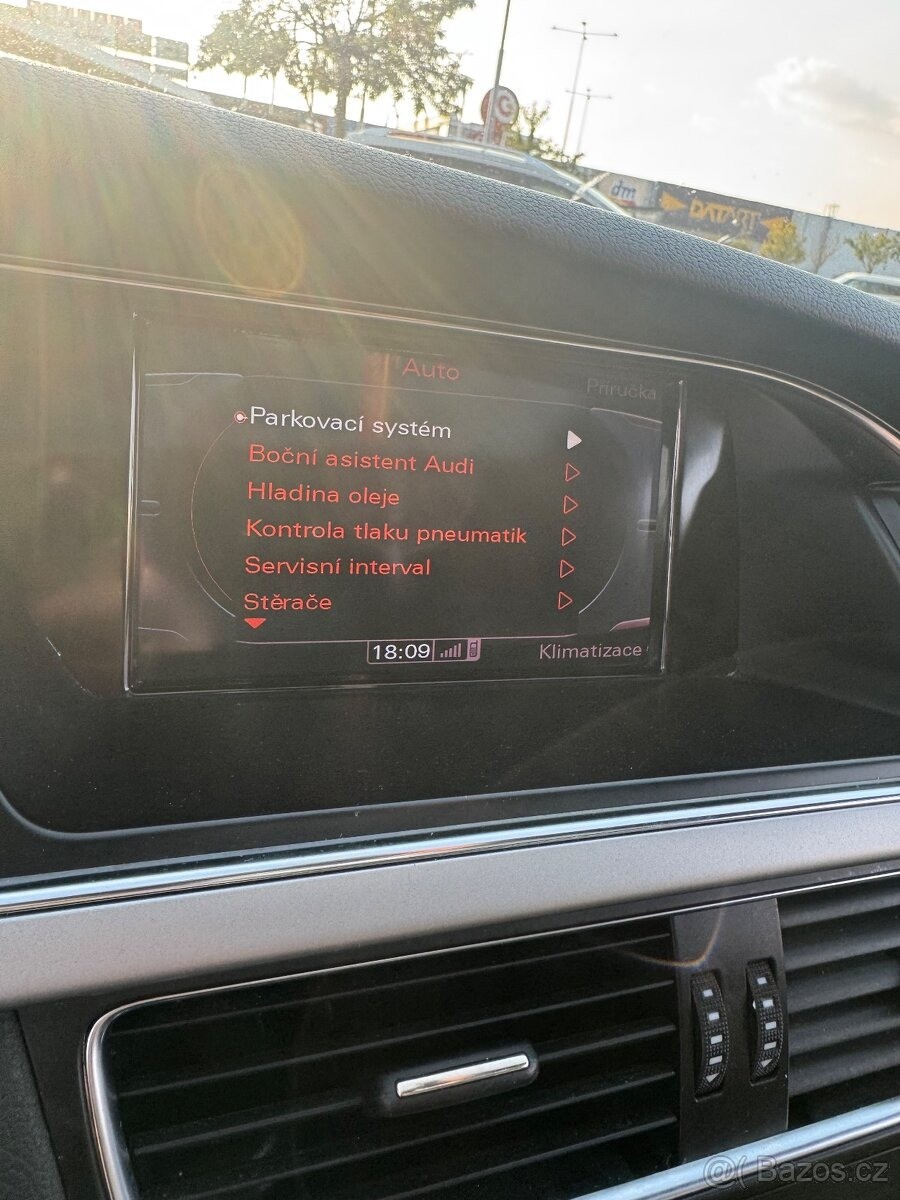 dm
DATART
Auto
Příručka
Parkovací systém
Boční asistent Audi
Hladina oleje
Kontrola tlaku pneumatik
Servisní interval
Stěrače
18:09
Klimatizace
@( Bazos.cz